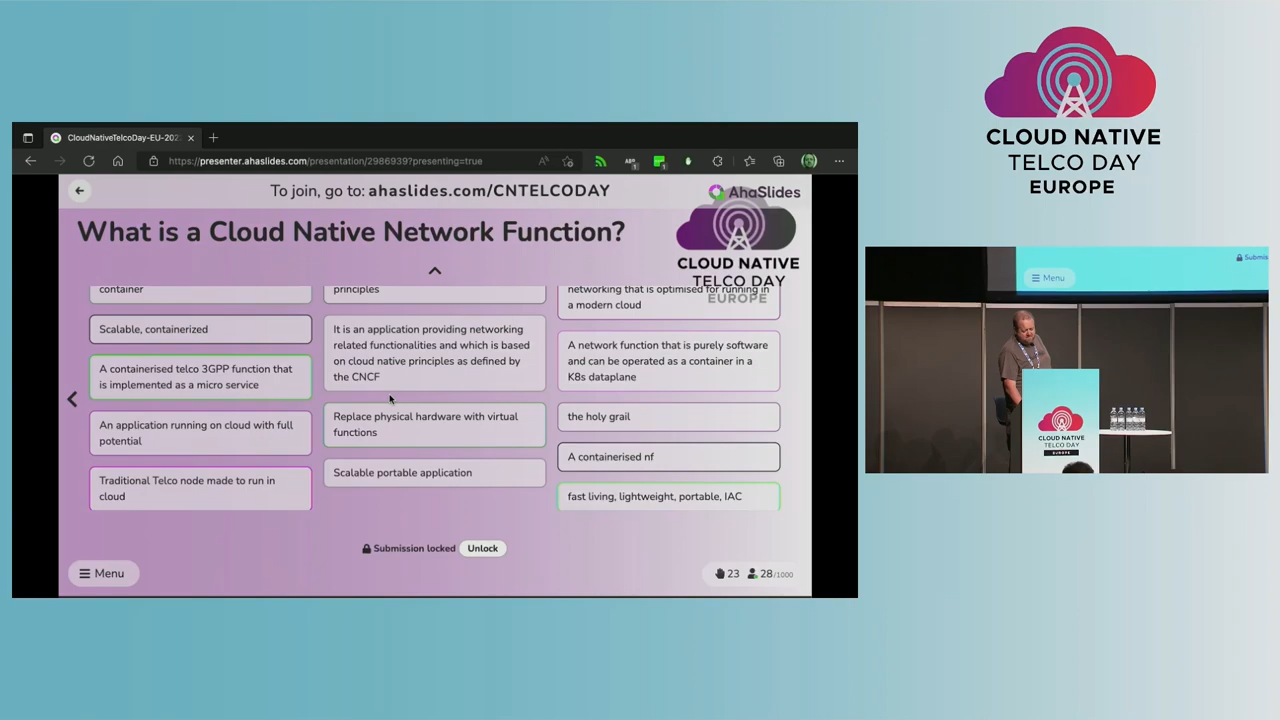 CLOUD NATIVE
TELCO DAY
EUROPE
CloudNativeTelcoDay-EU-202
https://presenter.ahaslides.com/presentation/2986939?presenting=true
To join, go to: ahaslides.com/CNTELCODAY
AhaSlides
What is a Cloud Native Network Function?
CLOUD NATIVE
TELCO DAY
EUROPE
container
Scalable, containerized
A containerised telco 3GPP function that
is implemented as a micro service
An application running on cloud with full
potential
Traditional Telco node made to run in
cloud
principles
It is an application providing networking
related functionalities and which is based
on cloud native principles as defined by
the CNCF
Replace physical hardware with virtual
functions
Scalable portable application
networking that is optimised for running in
a modern cloud
A network function that is purely software
and can be operated as a container in a
K8s dataplane
the holy grail
A containerised nf
fast living, lightweight, portable, IAC
Submission locked Unlock
Menu
23 28/1000
Submis
Menu
CLOUD NATIVE
TELCO DAY
EUROPE